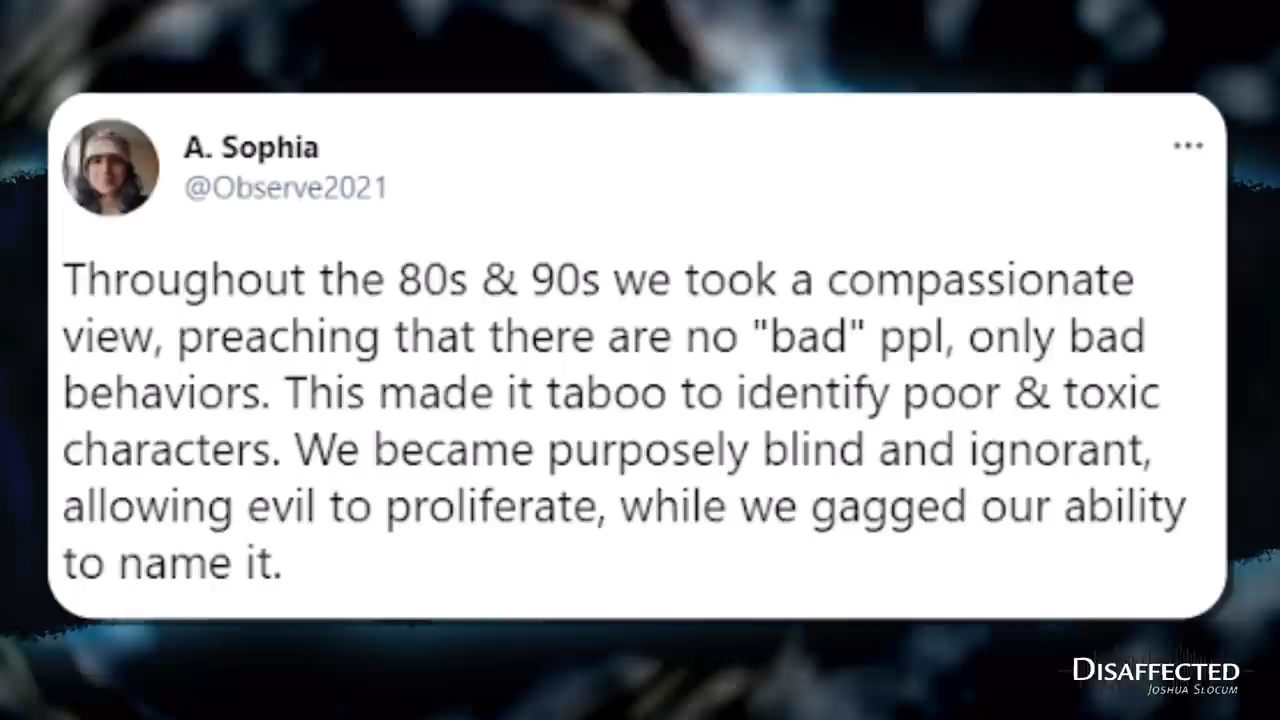 A. Sophia
@Observe2021
Throughout the 80s & 90s we took a compassionate
view, preaching that there are no "bad" ppl, only bad
behaviors. This made it taboo to identify poor & toxic
characters. We became purposely blind and ignorant,
allowing evil to proliferate, while we gagged our ability
to name it.
DISAFFECTED
JOSHUA SLOCUM